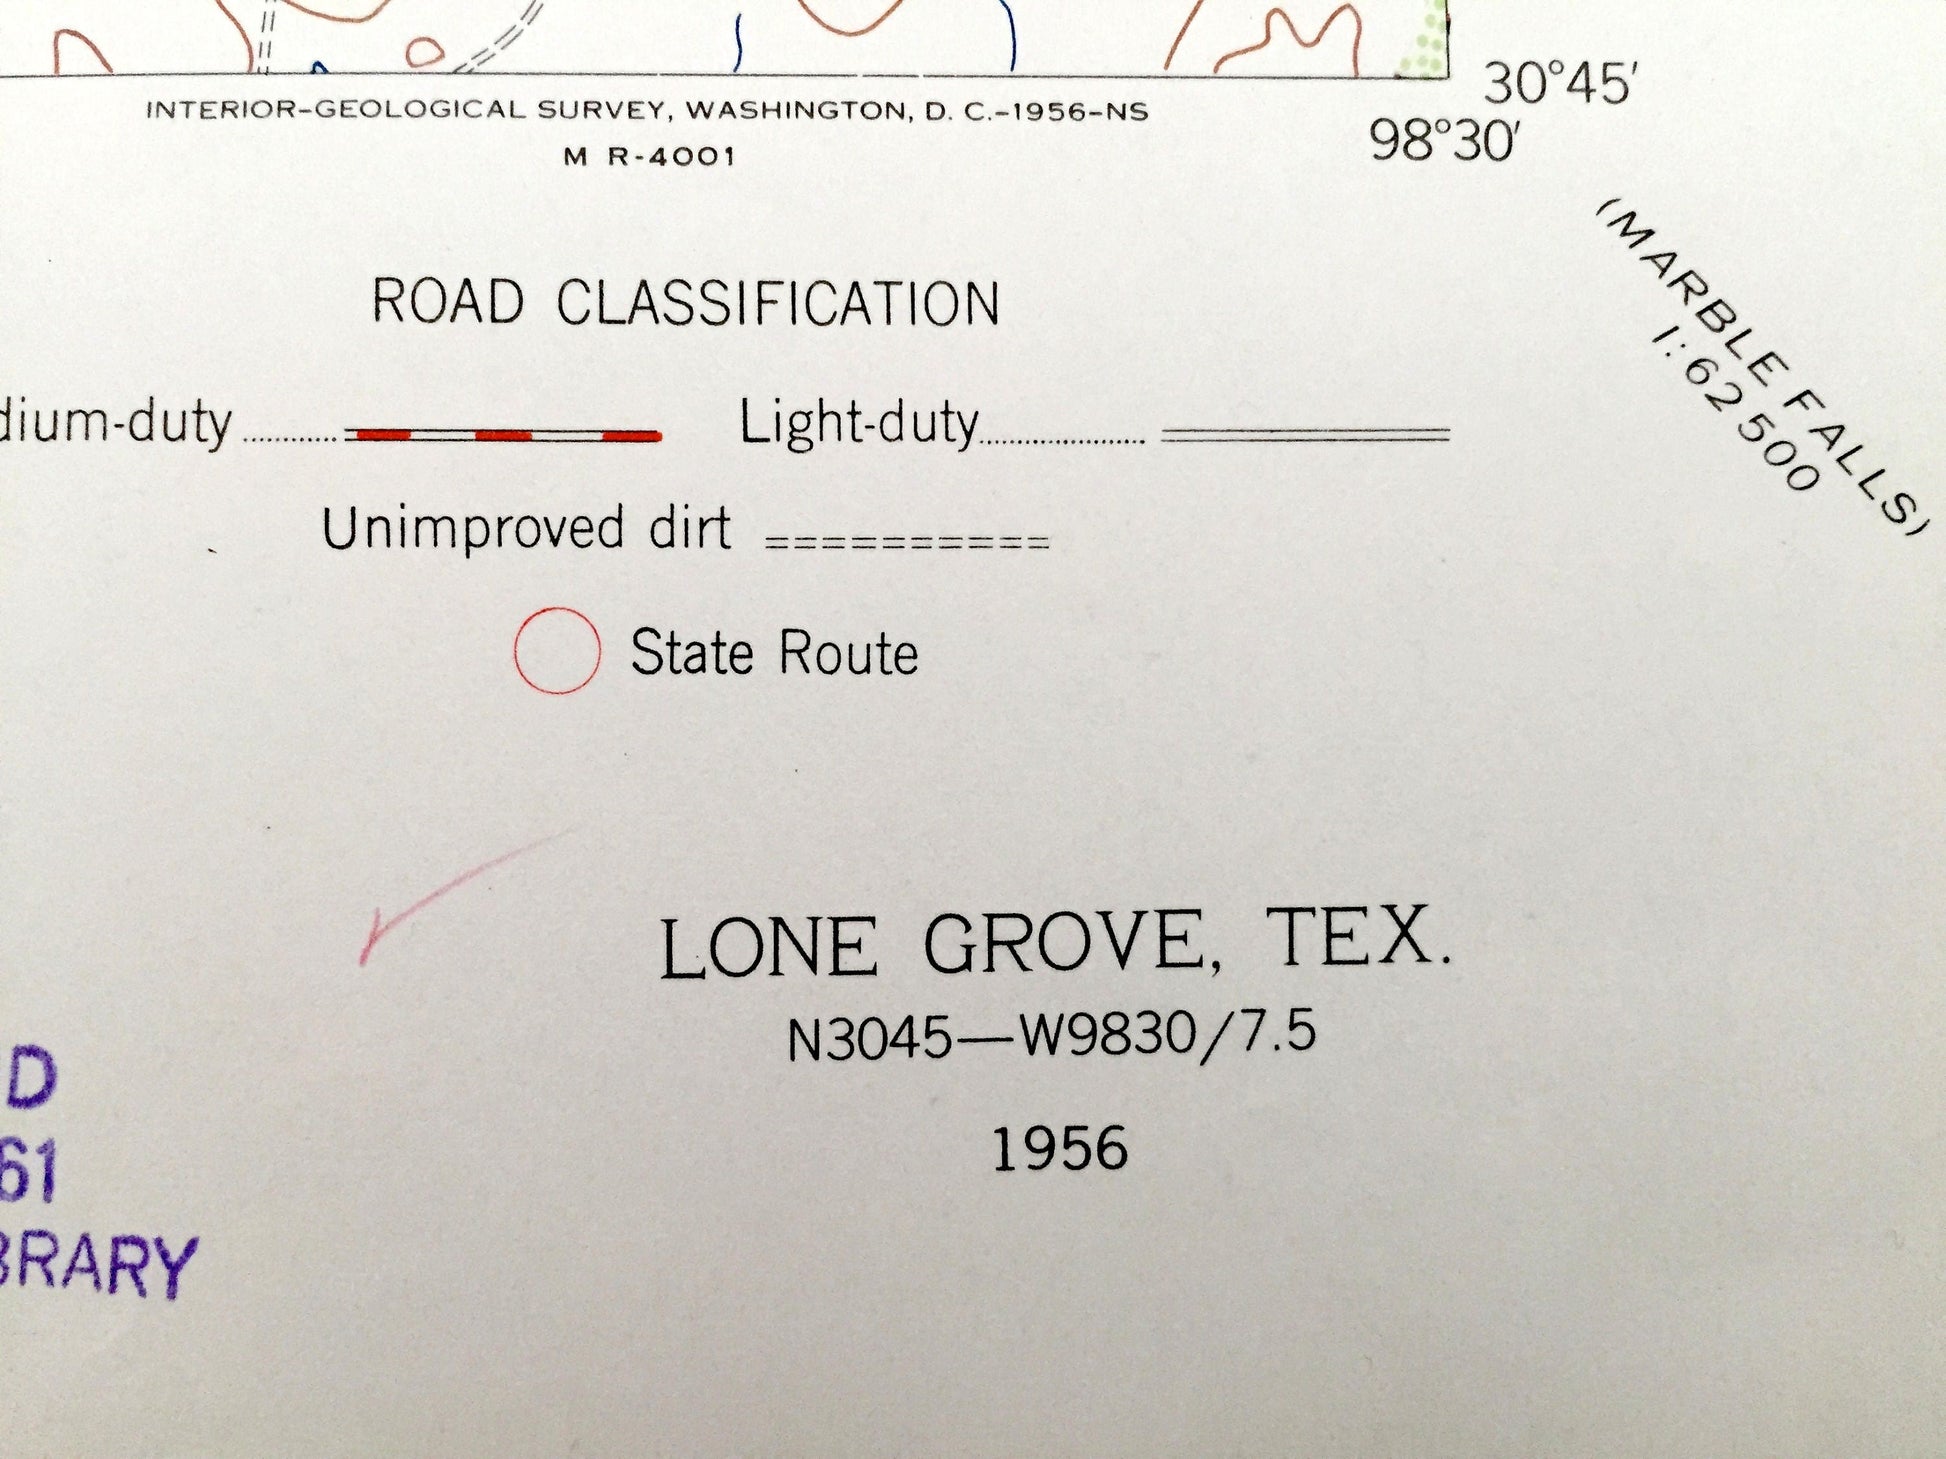 30°45′
INTERIOR–GEOLOGICAL SURVEY, WASHINGTON, D. C.–1956–NS
98°30′
M R-4001
(MARBLE FALLS)
1:62 500
ROAD CLASSIFICATION
dium-duty
Light-duty
Unimproved dirt
State Route
LONE GROVE, TEX.
N3045—W9830/7.5
1956
D
61
BRARY